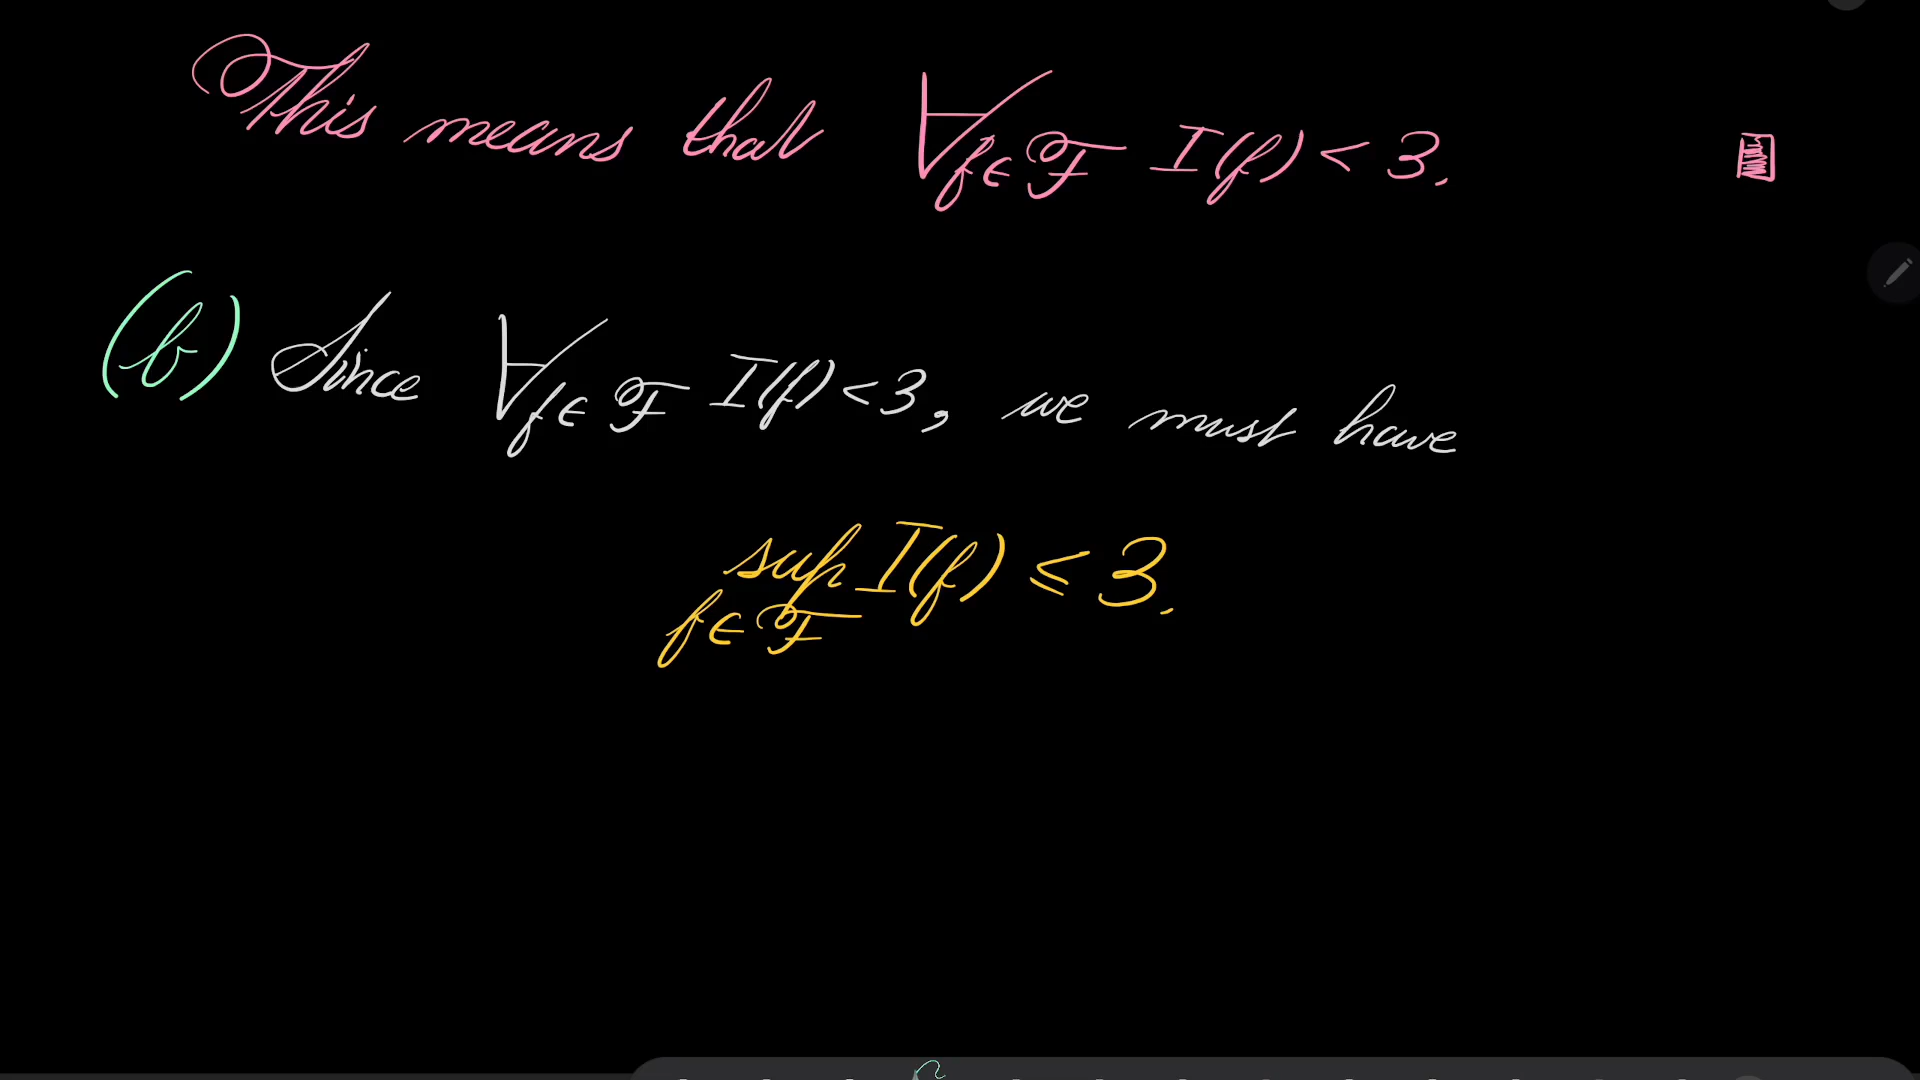 This means that ∀f∈ℱ I(f) < 3.
(b) Since ∀f∈ℱ I(f) < 3, we must have
sup I(f) ≤ 3.
f∈ℱ